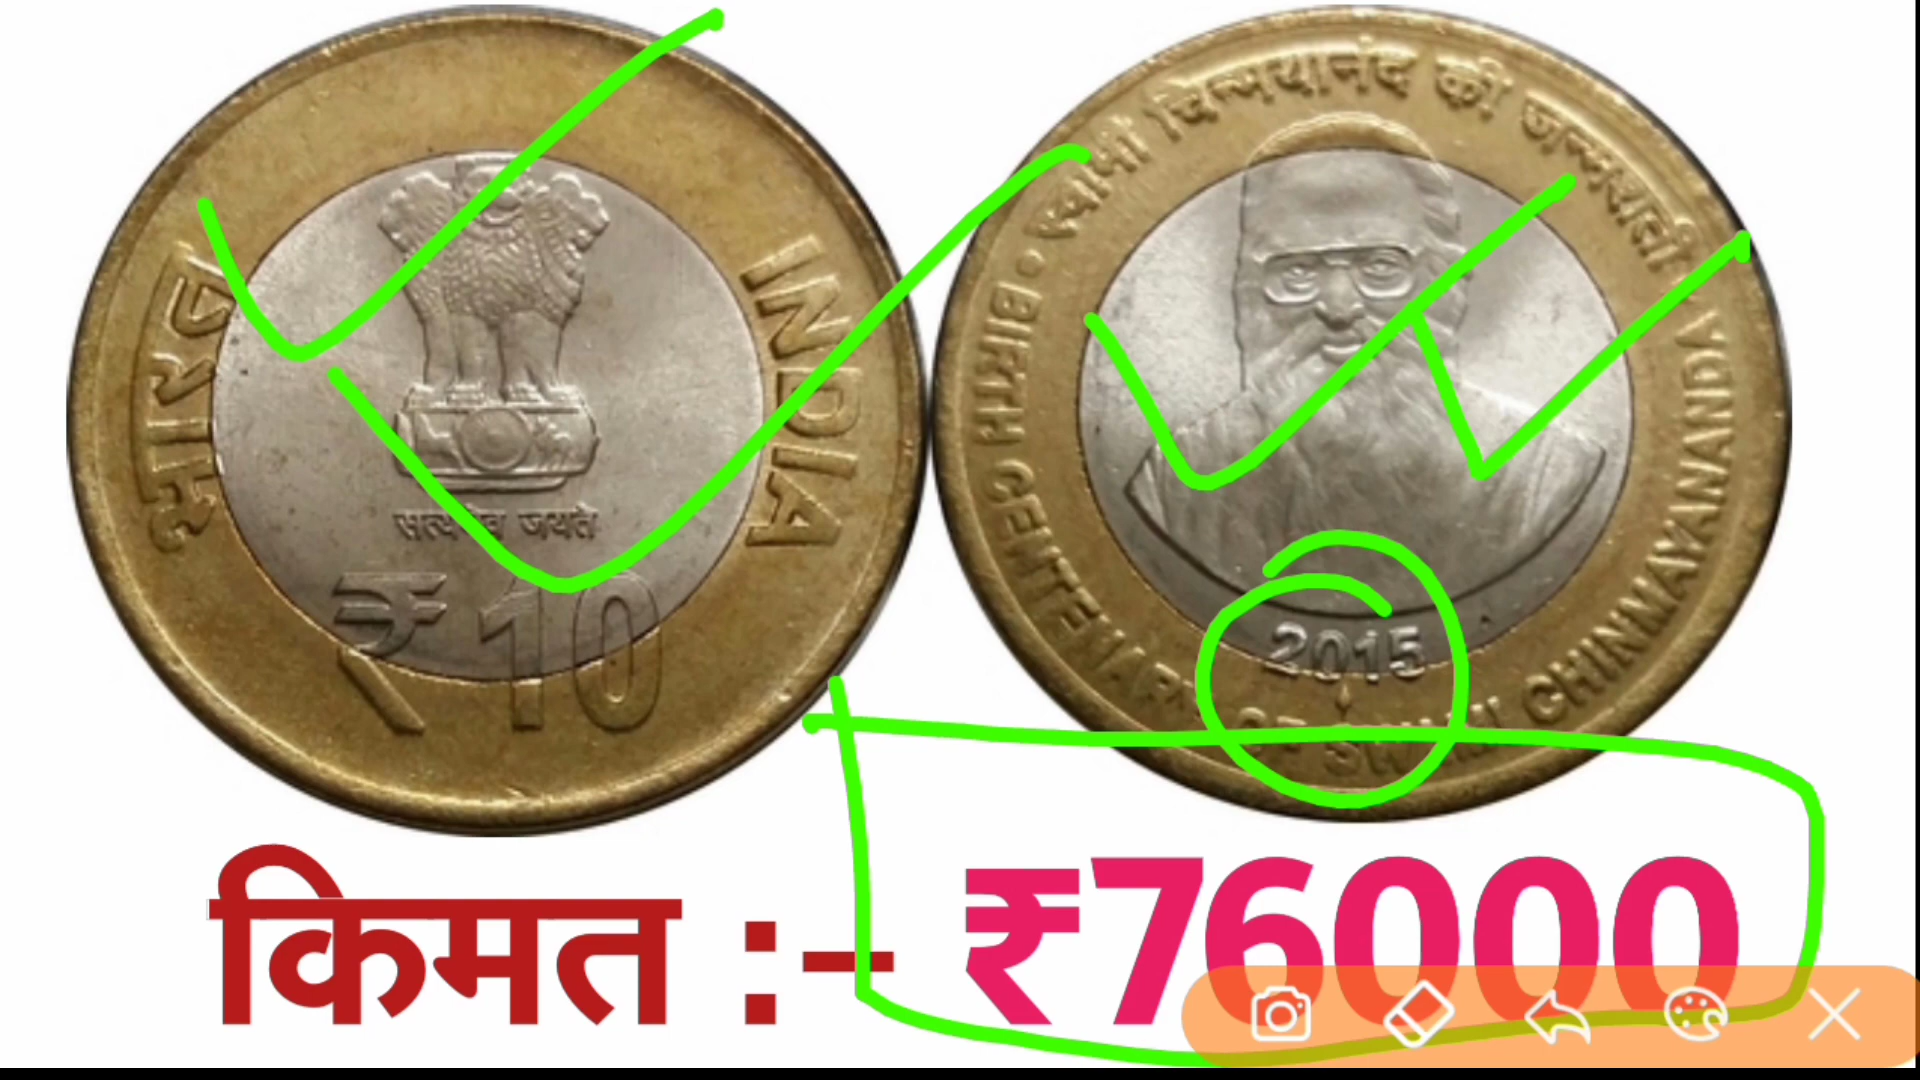 भारत
INDIA
सत्यमेव जयते
₹10
स्वामी चिन्मयानंद की जन्मशती
BIRTH CENTENARY OF SWAMI CHINMAYANANDA
2015
किमत :- ₹76000